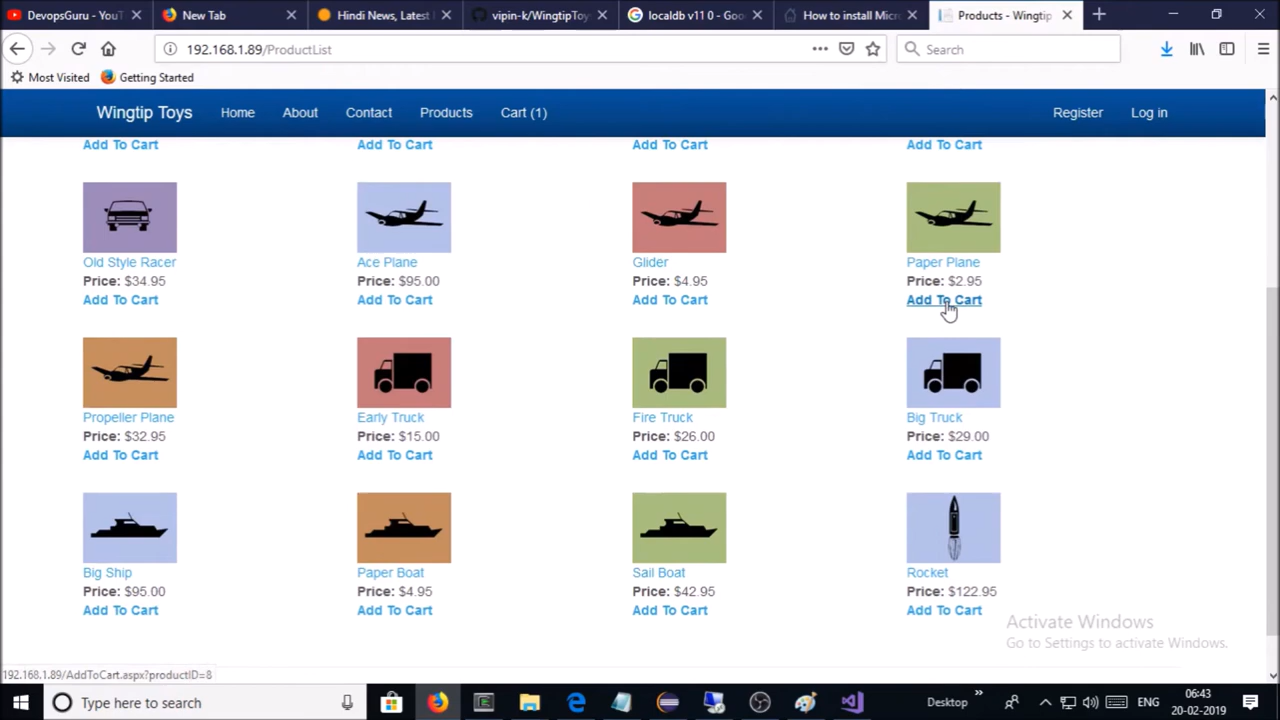 DevopsGuru - YouT
New Tab
Hindi News, Latest
vipin-k/WingtipToy
localdb v11 0 - Goo
How to install Micr
Products - Wingtip
192.168.1.89/ProductList
Search
Most Visited
Getting Started
Wingtip Toys
Home
About
Contact
Products
Cart (1)
Register
Log in
Add To Cart
Add To Cart
Add To Cart
Add To Cart
Old Style Racer
Price: $34.95
Add To Cart
Ace Plane
Price: $95.00
Add To Cart
Glider
Price: $4.95
Add To Cart
Paper Plane
Price: $2.95
Add To Cart
Propeller Plane
Price: $32.95
Add To Cart
Early Truck
Price: $15.00
Add To Cart
Fire Truck
Price: $26.00
Add To Cart
Big Truck
Price: $29.00
Add To Cart
Big Ship
Price: $95.00
Add To Cart
Paper Boat
Price: $4.95
Add To Cart
Sail Boat
Price: $42.95
Add To Cart
Rocket
Price: $122.95
Add To Cart
Activate Windows
Go to Settings to activate Windows.
192.168.1.89/AddToCart.aspx?productID=8
Type here to search
Desktop
ENG
06:43
20-02-2019